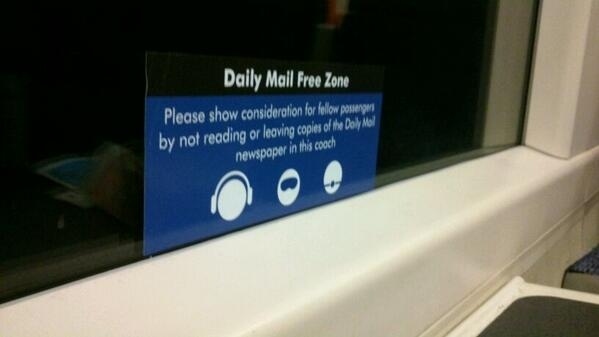 Daily Mail Free Zone
Please show consideration for fellow passengers
by not reading or leaving copies of the Daily Mail
newspaper in this coach